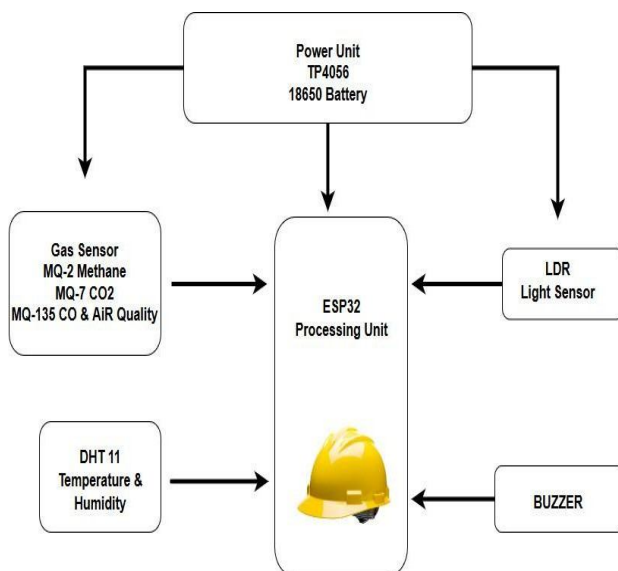 Power Unit
TP4056
18650 Battery
Gas Sensor
MQ-2 Methane
MQ-7 CO2
MQ-135 CO & AiR Quality
ESP32
Processing Unit
LDR
Light Sensor
DHT 11
Temperature &
Humidity
BUZZER